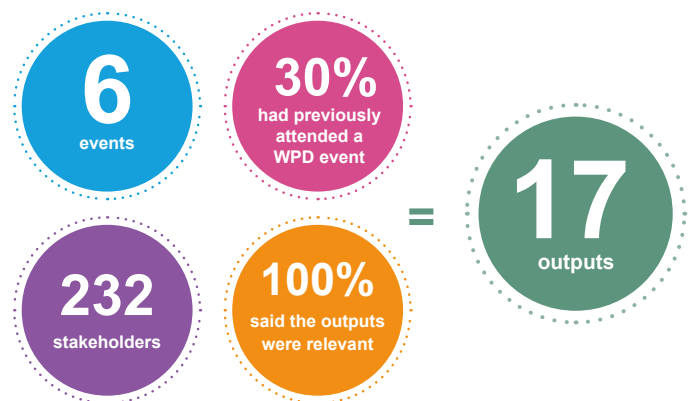 6
events
30%
had previously
attended a
WPD event
232
stakeholders
100%
said the outputs
were relevant
=
17
outputs